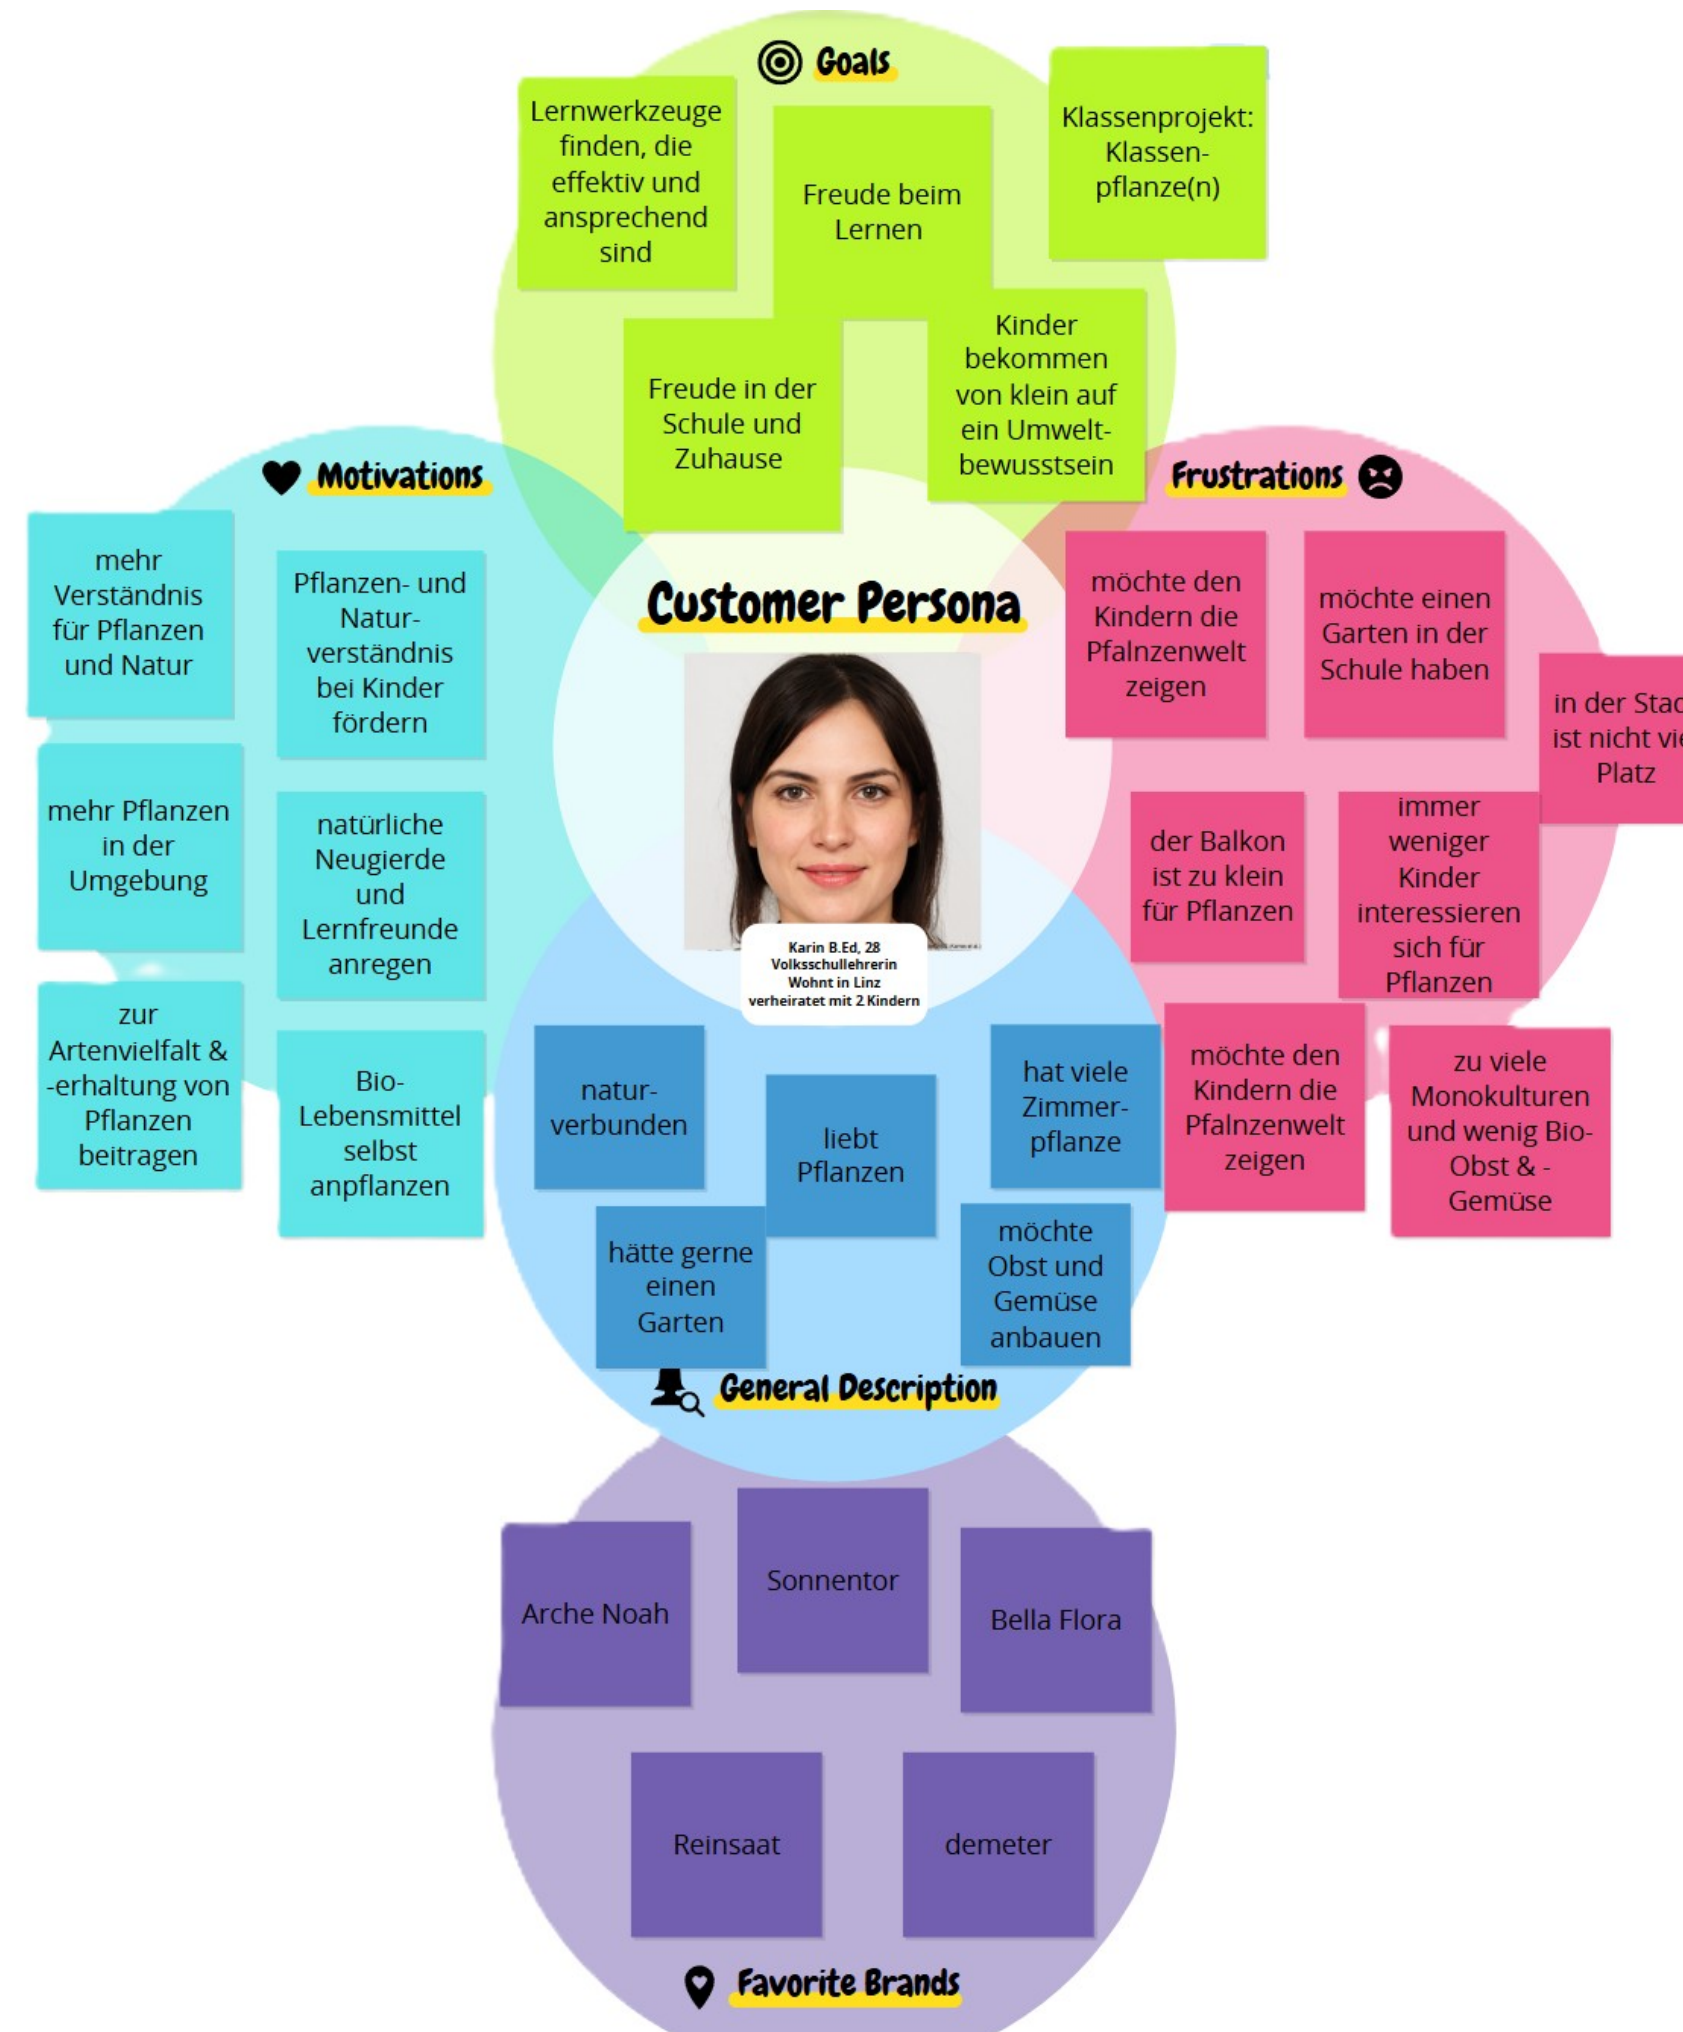 Goals
Lernwerkzeuge
finden, die
effektiv und
ansprechend
sind
Freude beim
Lernen
Klassenprojekt:
Klassen-
pflanze(n)
Freude in der
Schule und
Zuhause
Kinder
bekommen
von klein auf
ein Umwelt-
bewusstsein
Motivations
mehr
Verständnis
für Pflanzen
und Natur
Pflanzen- und
Natur-
verständnis
bei Kinder
fördern
mehr Pflanzen
in der
Umgebung
natürliche
Neugierde
und
Lernfreunde
anregen
zur
Artenvielfalt &
-erhaltung von
Pflanzen
beitragen
Bio-
Lebensmittel
selbst
anpflanzen
Customer Persona
Karin B.Ed, 28
Volksschullehrerin
Wohnt in Linz
verheiratet mit 2 Kindern
Frustrations
möchte den
Kindern die
Pfalnzenwelt
zeigen
möchte einen
Garten in der
Schule haben
in der
ist nicht
Platz
der Balkon
ist zu klein
für Pflanzen
immer
weniger
Kinder
interessieren
sich für
Pflanzen
möchte den
Kindern die
Pfalnzenwelt
zeigen
zu viele
Monokulturen
und wenig Bio-
Obst & -
Gemüse
natur-
verbunden
liebt
Pflanzen
hat viele
Zimmer-
pflanze
hätte gerne
einen
Garten
möchte
Obst und
Gemüse
anbauen
General Description
Arche Noah
Sonnentor
Bella Flora
Reinsaat
demeter
Favorite Brands